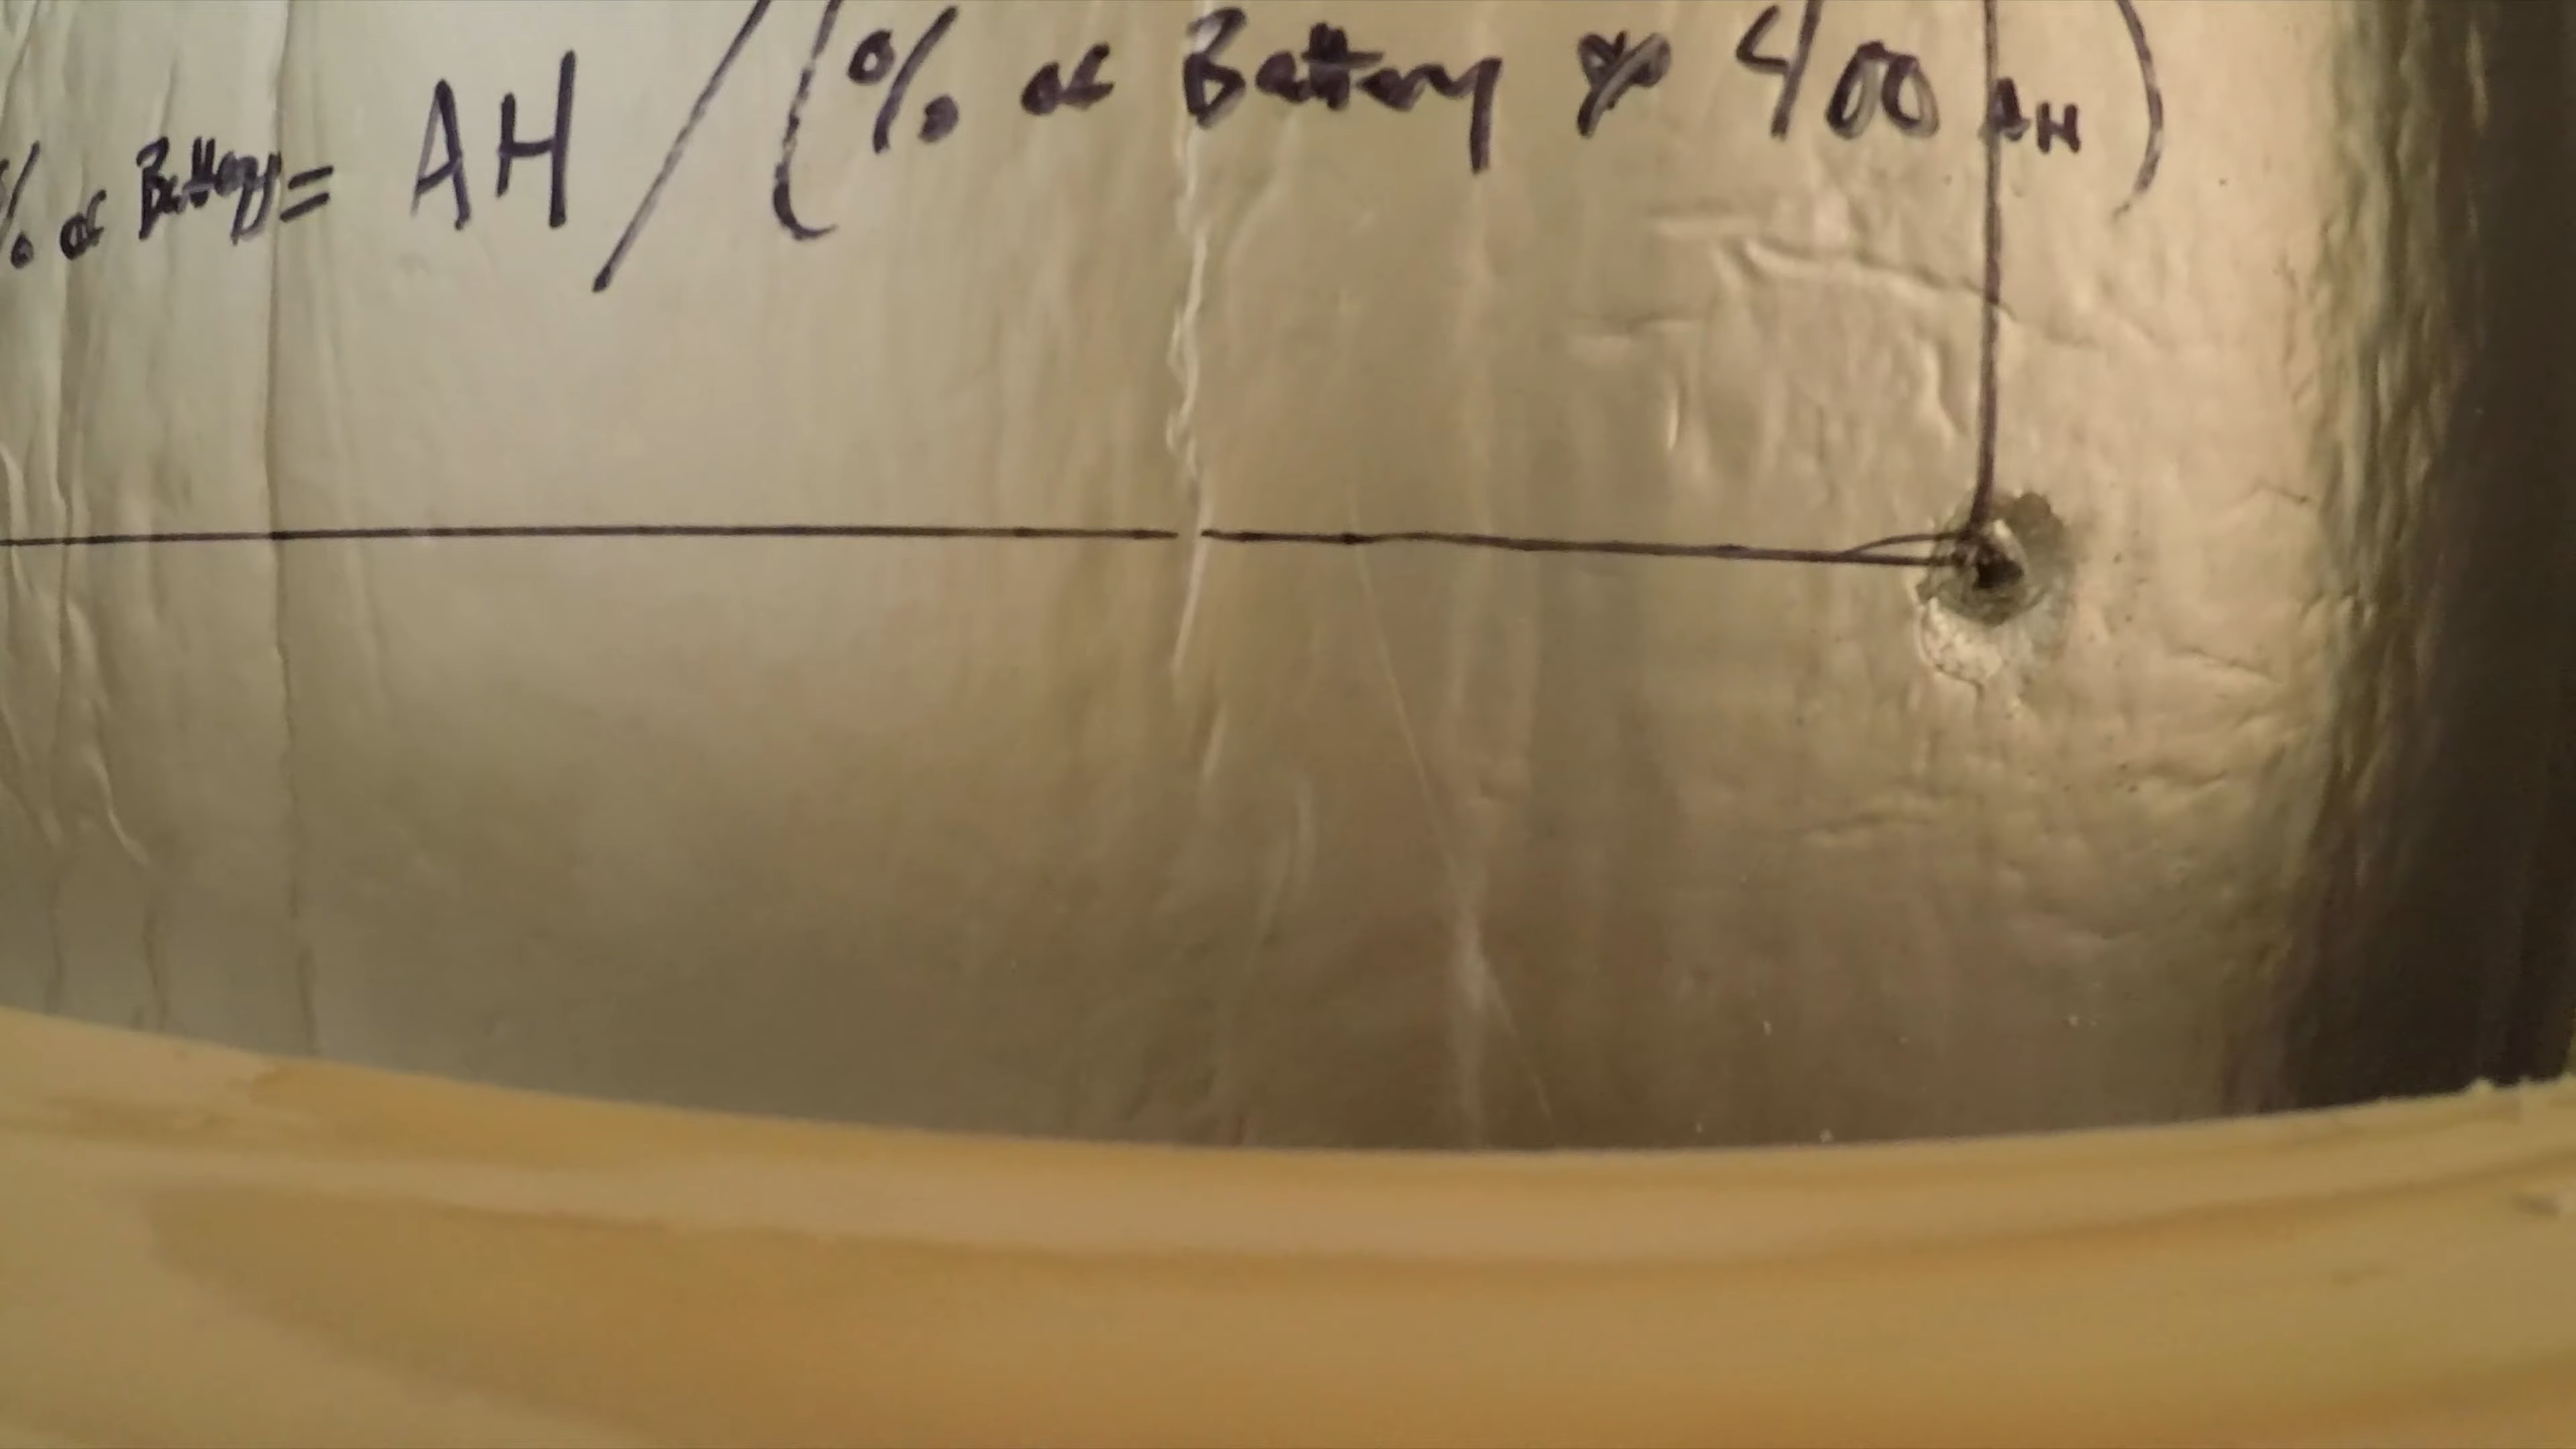 % of Battery = AH / (% of Battery * 400 AH)